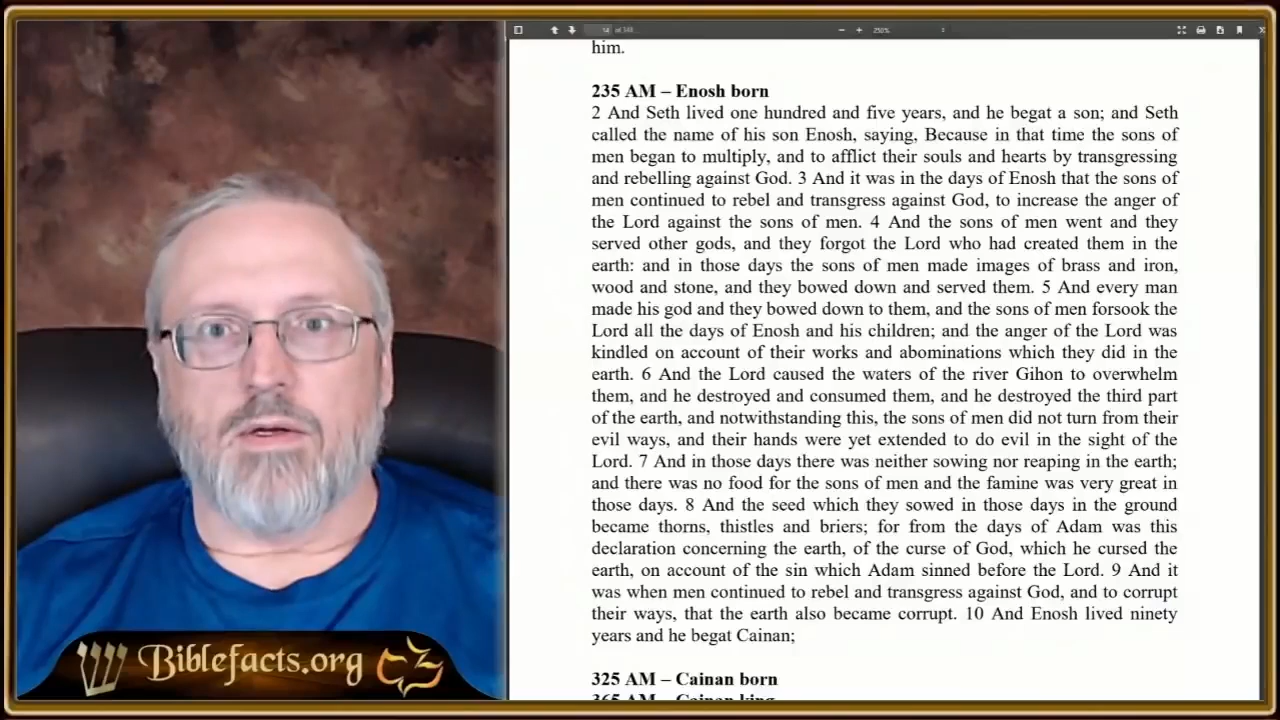 14 of 348
250%
him.
235 AM – Enosh born
2 And Seth lived one hundred and five years, and he begat a son; and Seth
called the name of his son Enosh, saying, Because in that time the sons of
men began to multiply, and to afflict their souls and hearts by transgressing
and rebelling against God. 3 And it was in the days of Enosh that the sons of
men continued to rebel and transgress against God, to increase the anger of
the Lord against the sons of men. 4 And the sons of men went and they
served other gods, and they forgot the Lord who had created them in the
earth: and in those days the sons of men made images of brass and iron,
wood and stone, and they bowed down and served them. 5 And every man
made his god and they bowed down to them, and the sons of men forsook the
Lord all the days of Enosh and his children; and the anger of the Lord was
kindled on account of their works and abominations which they did in the
earth. 6 And the Lord caused the waters of the river Gihon to overwhelm
them, and he destroyed and consumed them, and he destroyed the third part
of the earth, and notwithstanding this, the sons of men did not turn from their
evil ways, and their hands were yet extended to do evil in the sight of the
Lord. 7 And in those days there was neither sowing nor reaping in the earth;
and there was no food for the sons of men and the famine was very great in
those days. 8 And the seed which they sowed in those days in the ground
became thorns, thistles and briers; for from the days of Adam was this
declaration concerning the earth, of the curse of God, which he cursed the
earth, on account of the sin which Adam sinned before the Lord. 9 And it
was when men continued to rebel and transgress against God, and to corrupt
their ways, that the earth also became corrupt. 10 And Enosh lived ninety
years and he begat Cainan;
325 AM – Cainan born
365 AM – Cainan king
Biblefacts.org